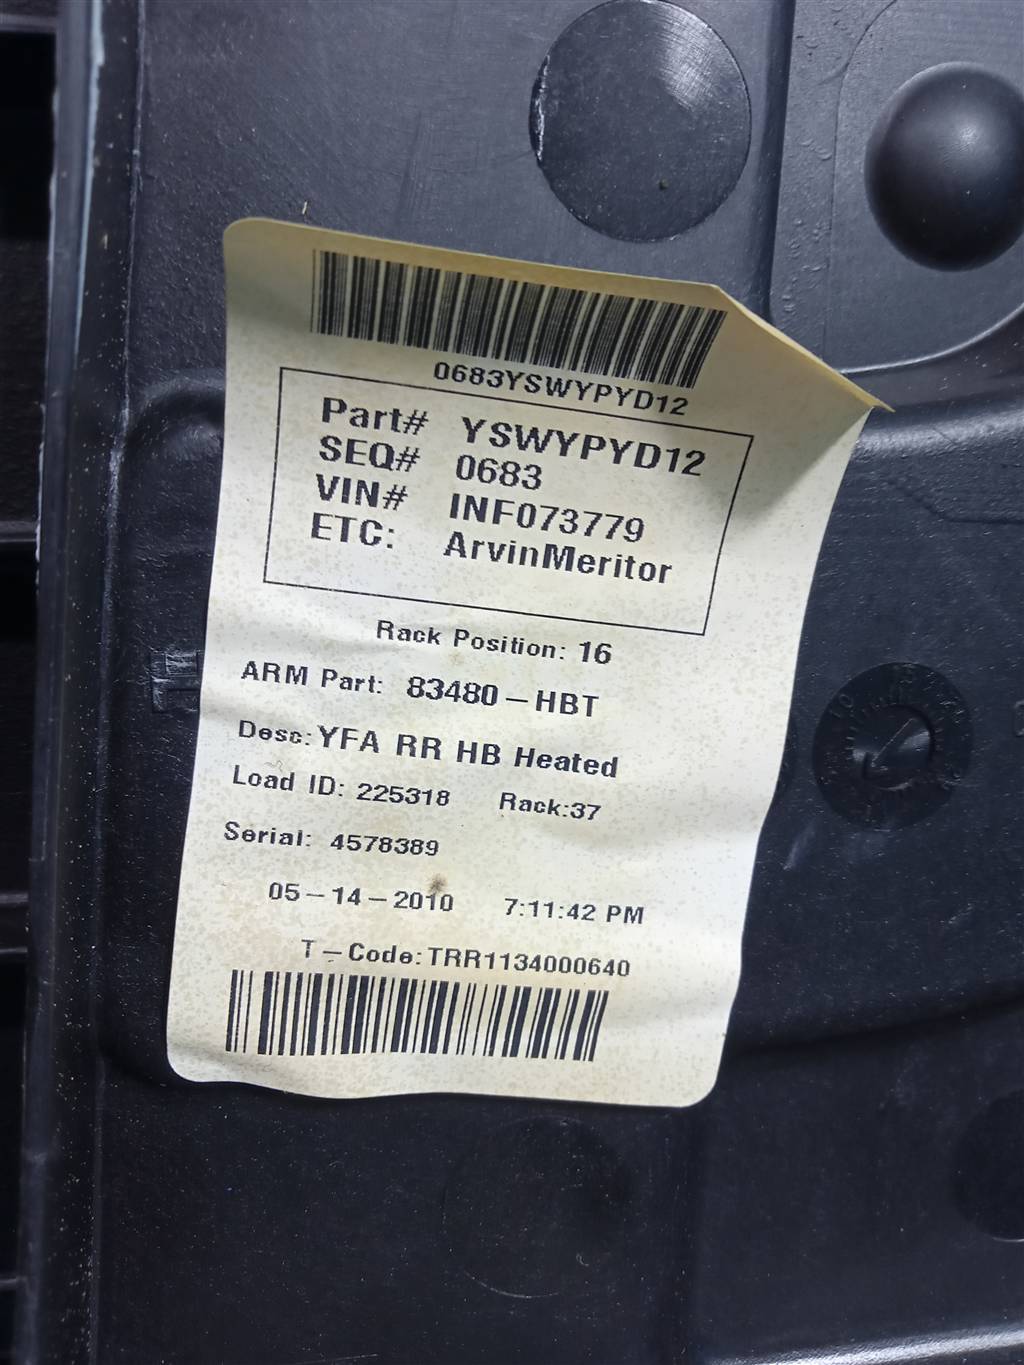 0683YSWYPYD12
Part# YSWYPYD12
SEQ# 0683
VIN# INF073779
ETC: ArvinMeritor
Rack Position: 16
ARM Part: 83480-HBT
Desc: YFA RR HB Heated
Load ID: 225318 Rack:37
Serial: 4578389
05-14-2010 7:11:42 PM
T-Code: TRR1134000640